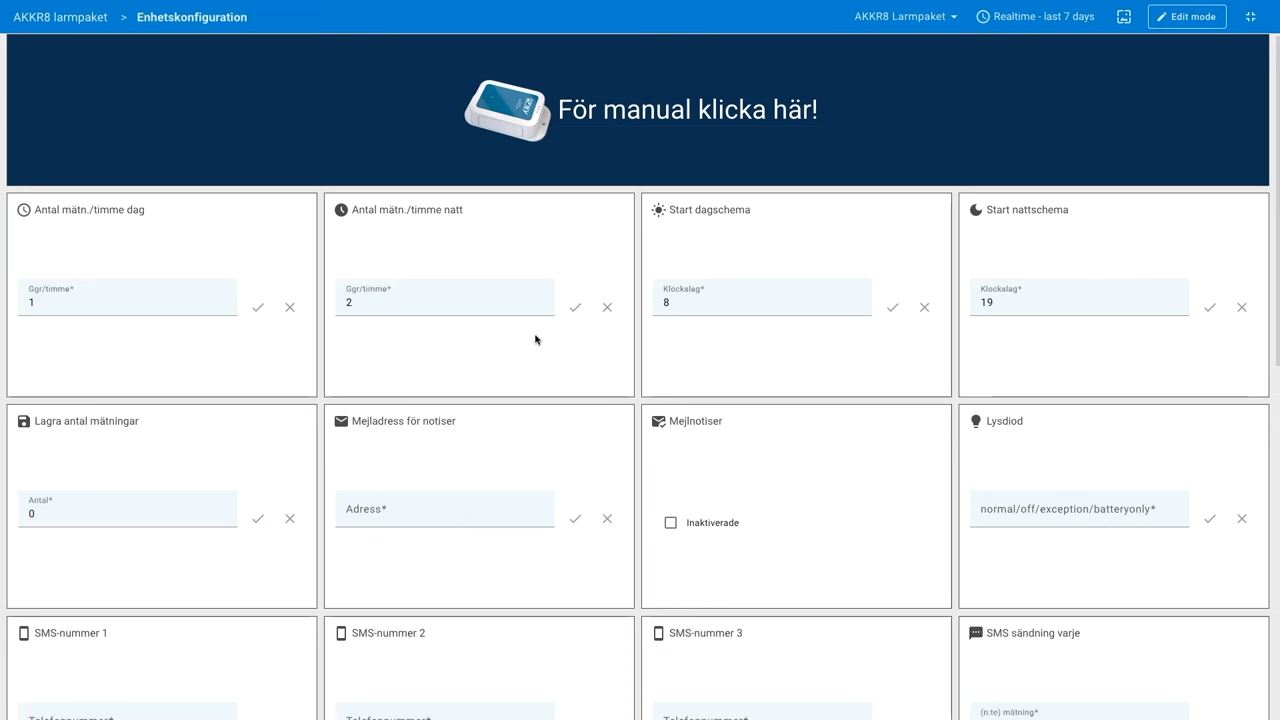 AKKR8 larmpaket > Enhetskonfiguration
AKKR8 Larmpaket
Realtime - last 7 days
Edit mode
För manual klicka här!
Antal mätn./timme dag
Ggr/timme*
1
Antal mätn./timme natt
Ggr/timme*
2
Start dagschema
Klockslag*
8
Start nattschema
Klockslag*
19
Lagra antal mätningar
Antal*
0
Mejladress för notiser
Adress*
Mejlnotiser
Inaktiverade
Lysdiod
normal/off/exception/batteryonly*
SMS-nummer 1
Telefonnummer*
SMS-nummer 2
Telefonnummer*
SMS-nummer 3
Telefonnummer*
SMS sändning varje
(n:te) mätning*